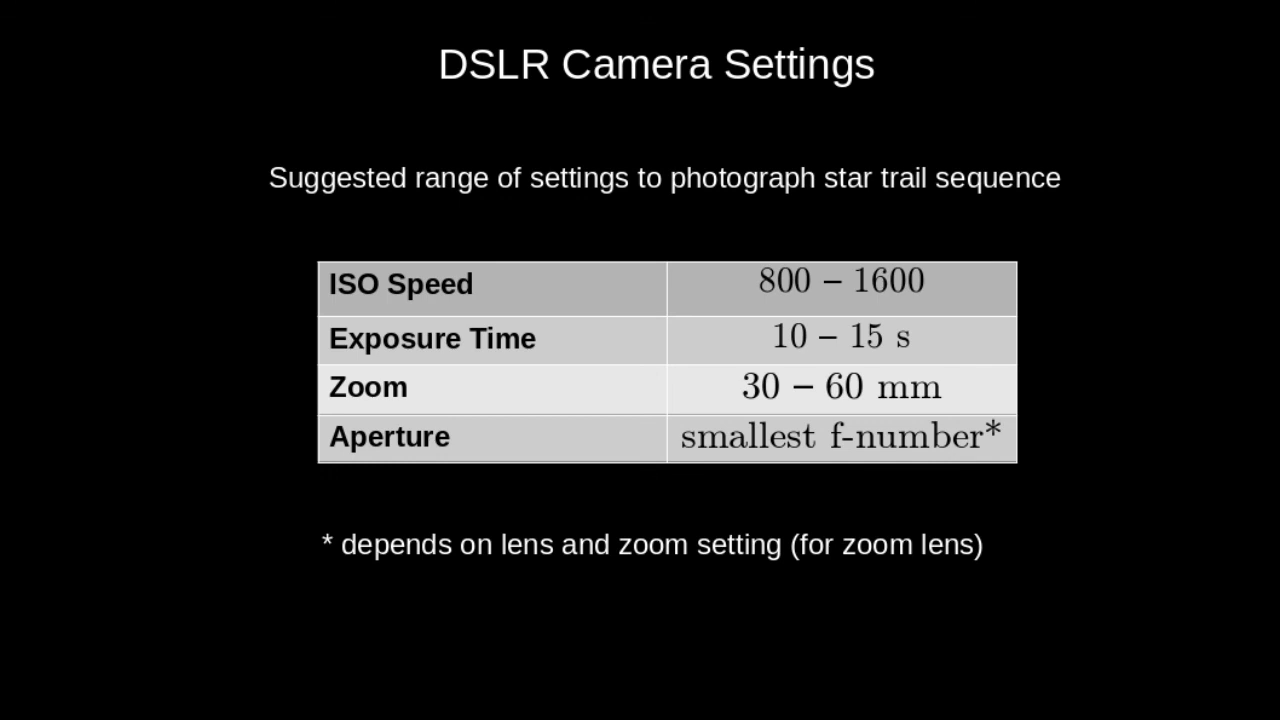 DSLR Camera Settings
Suggested range of settings to photograph star trail sequence
ISO Speed 800 – 1600
Exposure Time 10 – 15 s
Zoom 30 – 60 mm
Aperture smallest f-number*
* depends on lens and zoom setting (for zoom lens)